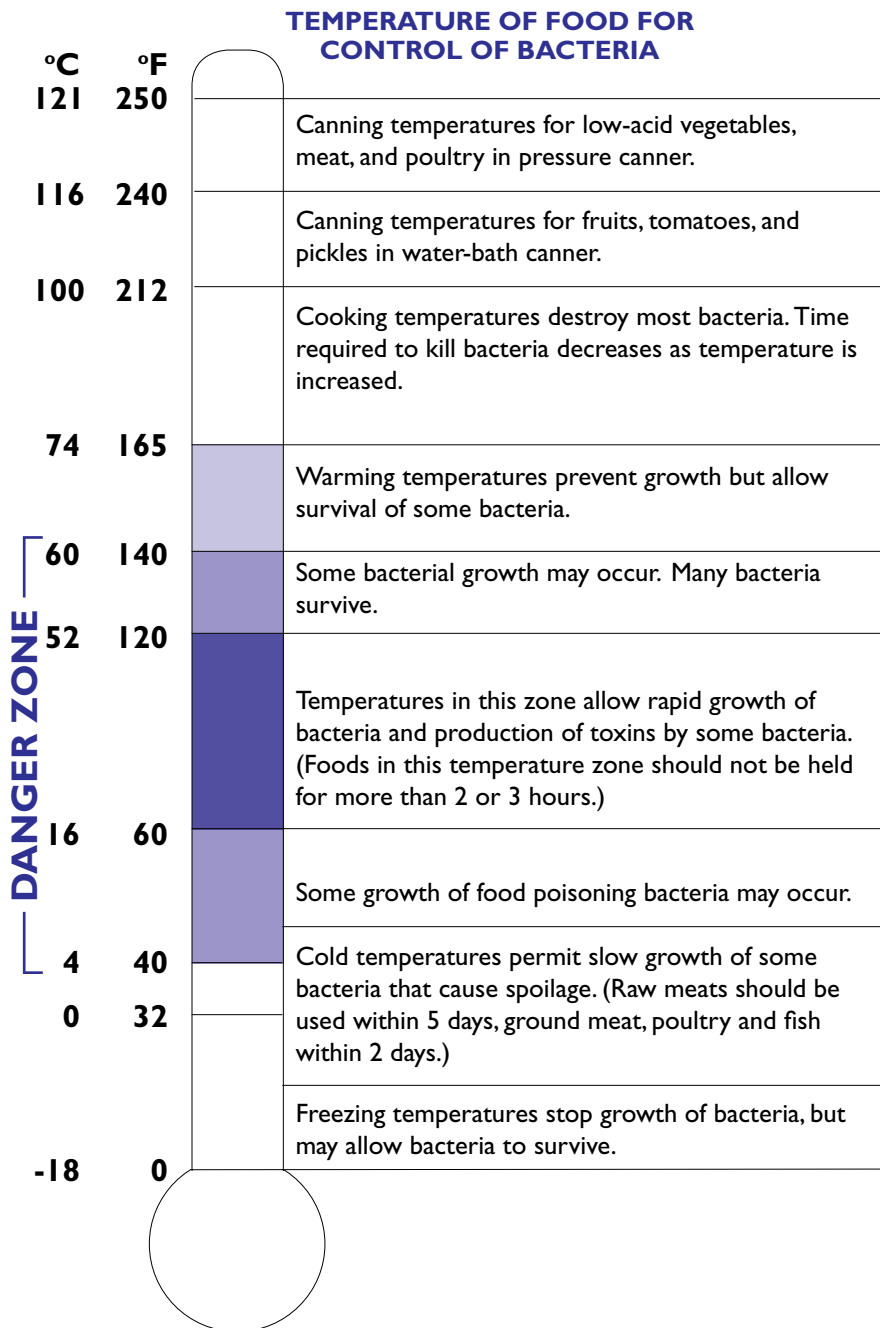 TEMPERATURE OF FOOD FOR
CONTROL OF BACTERIA
ºC ºF
121 250
Canning temperatures for low-acid vegetables,
meat, and poultry in pressure canner.
116 240
Canning temperatures for fruits, tomatoes, and
pickles in water-bath canner.
100 212
Cooking temperatures destroy most bacteria. Time
required to kill bacteria decreases as temperature is
increased.
74 165
Warming temperatures prevent growth but allow
survival of some bacteria.
DANGER ZONE
60 140
Some bacterial growth may occur. Many bacteria
survive.
52 120
Temperatures in this zone allow rapid growth of
bacteria and production of toxins by some bacteria.
(Foods in this temperature zone should not be held
for more than 2 or 3 hours.)
16 60
Some growth of food poisoning bacteria may occur.
4 40
Cold temperatures permit slow growth of some
bacteria that cause spoilage. (Raw meats should be
used within 5 days, ground meat, poultry and fish
within 2 days.)
0 32
Freezing temperatures stop growth of bacteria, but
may allow bacteria to survive.
-18 0